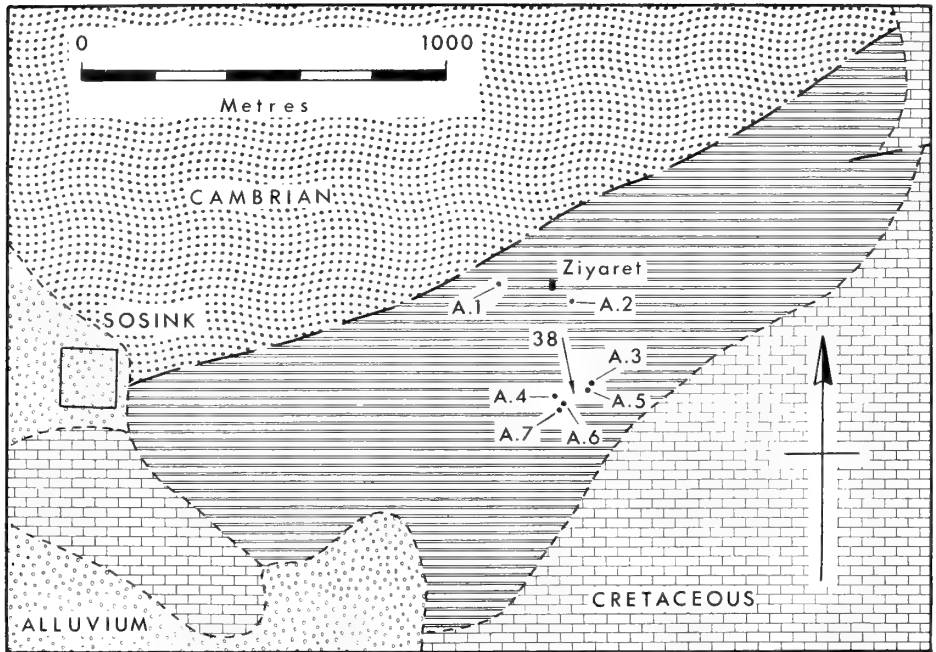 0 1000
Metres
CAMBRIAN
Ziyaret
A.1
A.2
SOSINK
38
A.3
A.4
A.5
A.7
A.6
CRETACEOUS
ALLUVIUM